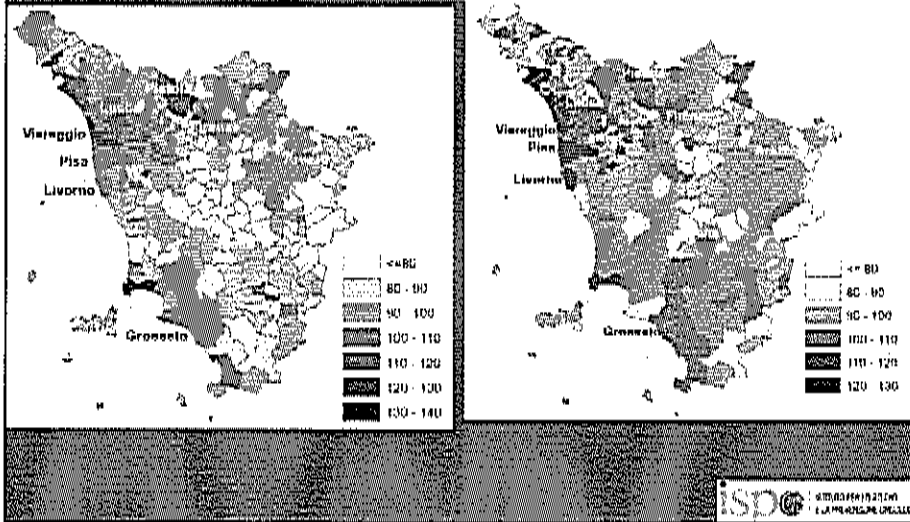 Viareggio
Pisa
Livorno
Grosseto
<=80
80 - 90
90 - 100
100 - 110
110 - 120
120 - 130
130 - 140
Viareggio
Pisa
Livorno
Grosseto
<= 80
80 - 90
90 - 100
100 - 110
110 - 120
120 - 130
ispo